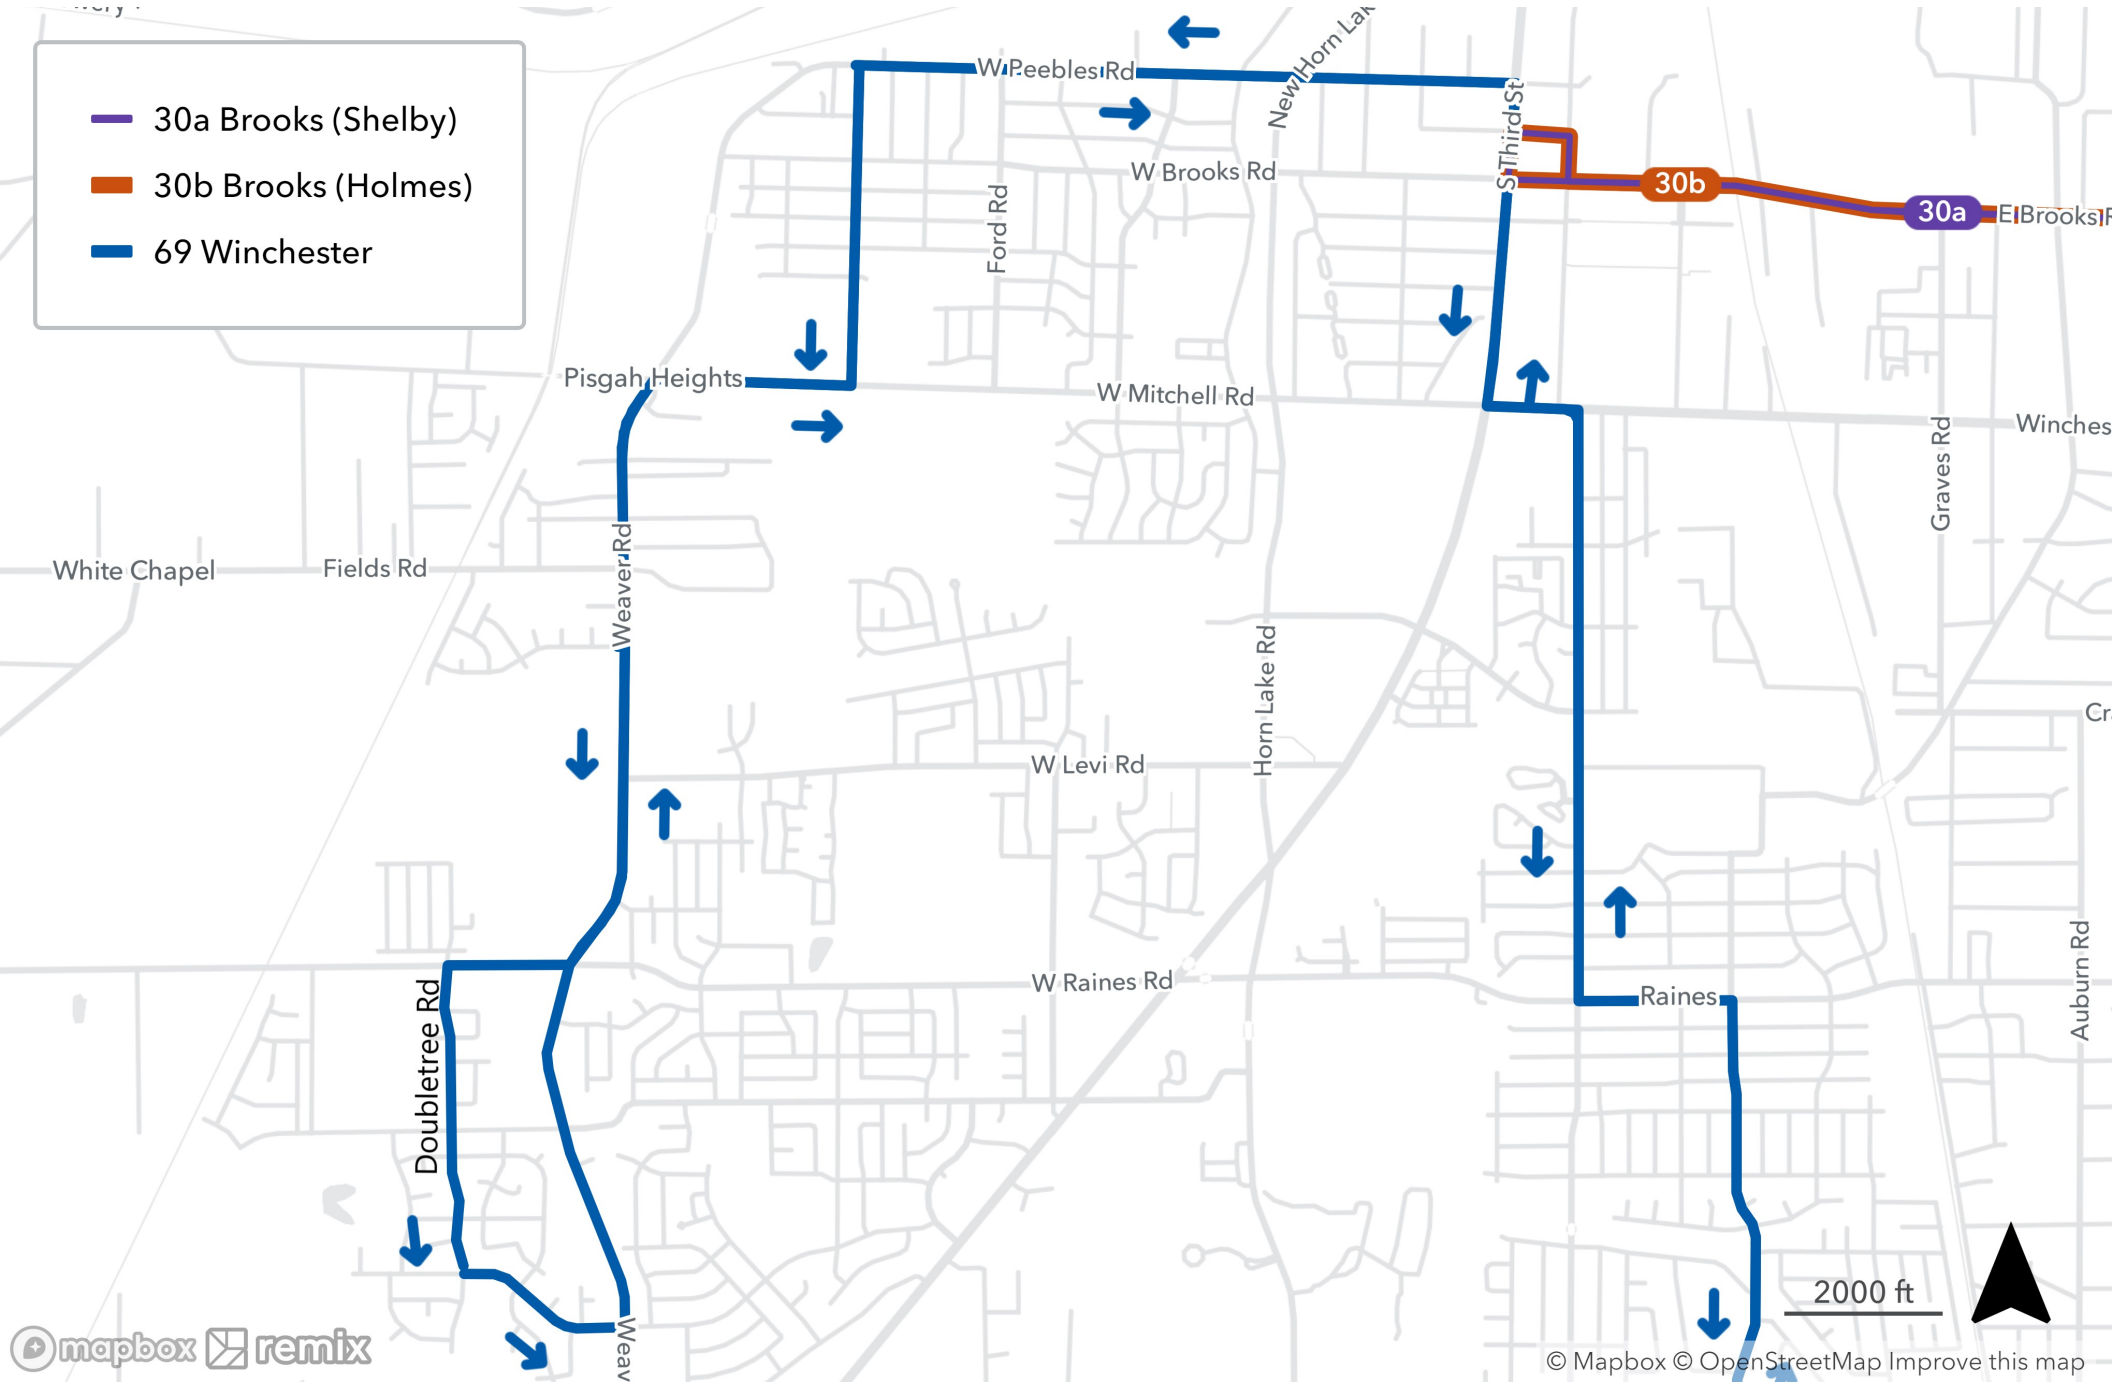 30a Brooks (Shelby)
30b Brooks (Holmes)
69 Winchester
W Peebles Rd
New Horn
S Third St
W Brooks Rd
30b
30a
E Brooks
Ford Rd
Pisgah Heights
W Mitchell Rd
Graves Rd
Winches
White Chapel
Fields Rd
Weaver Rd
Horn Lake Rd
W Levi Rd
Cr
W Raines Rd
Raines
Auburn Rd
Doubletree Rd
Weav
2000 ft
mapbox remix
© Mapbox © OpenStreetMap Improve this map